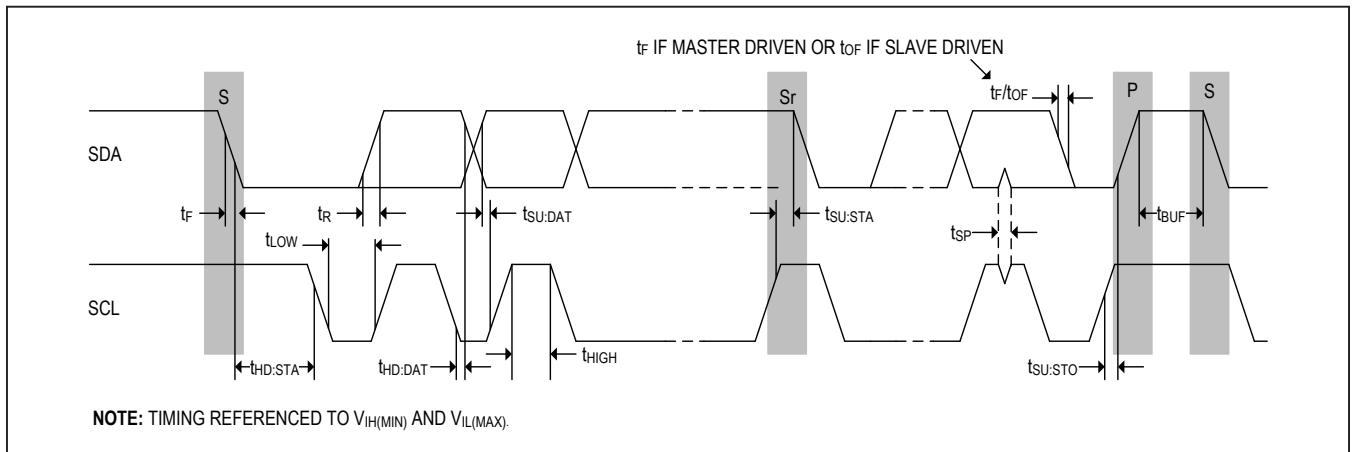 tF IF MASTER DRIVEN OR tOF IF SLAVE DRIVEN
S
Sr
tF/tOF
P
S
SDA
tF
tR
tSU:DAT
tSU:STA
tBUF
tLOW
tSP
SCL
tHD:STA
tHD:DAT
tHIGH
tSU:STO
NOTE: TIMING REFERENCED TO VIH(MIN) AND VIL(MAX).